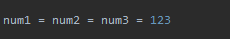 num1 = num2 = num3 = 123